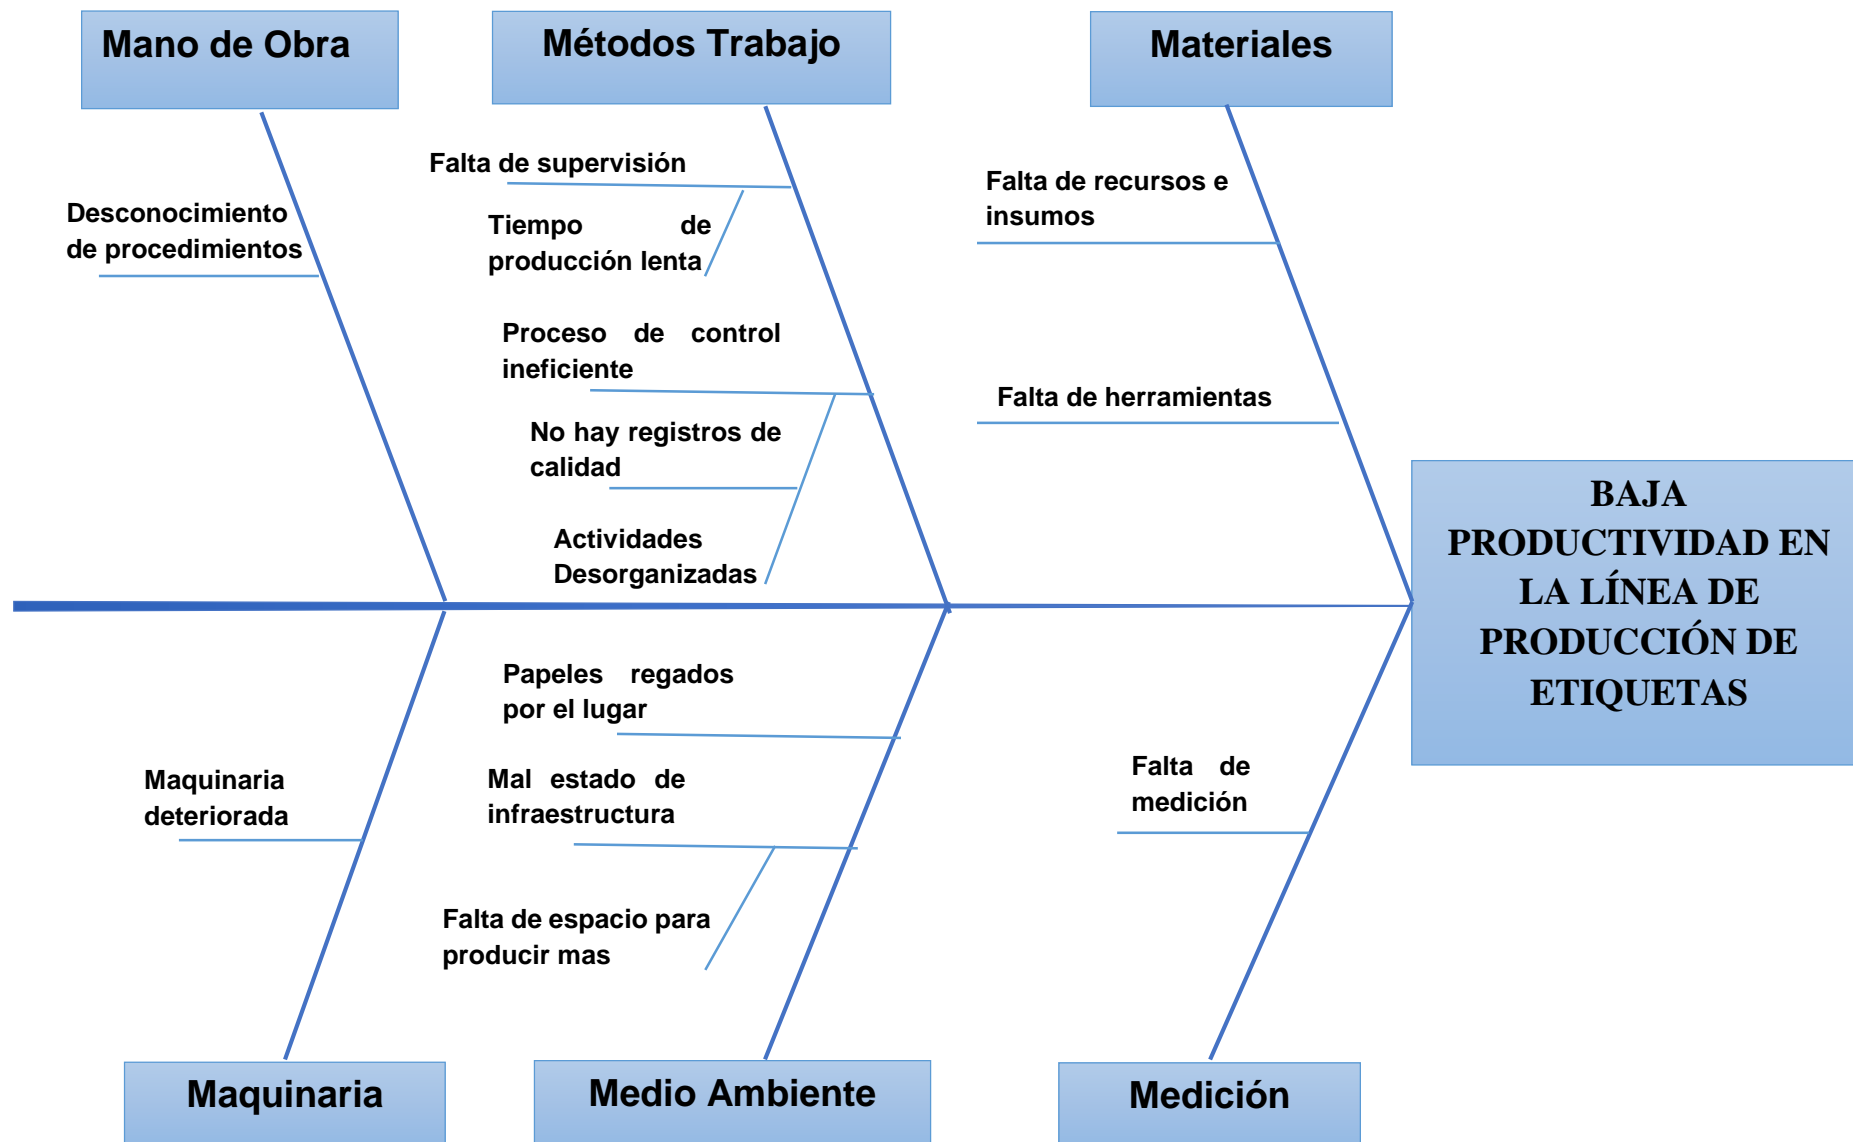 Mano de Obra
Métodos Trabajo
Materiales
Desconocimiento
de procedimientos
Falta de supervisión
Tiempo de
producción lenta
Proceso de control
ineficiente
No hay registros de
calidad
Actividades
Desorganizadas
Falta de recursos e
insumos
Falta de herramientas
BAJA
PRODUCTIVIDAD EN
LA LÍNEA DE
PRODUCCIÓN DE
ETIQUETAS
Maquinaria
deteriorada
Papeles regados
por el lugar
Mal estado de
infraestructura
Falta de espacio para
producir mas
Falta de
medición
Maquinaria
Medio Ambiente
Medición